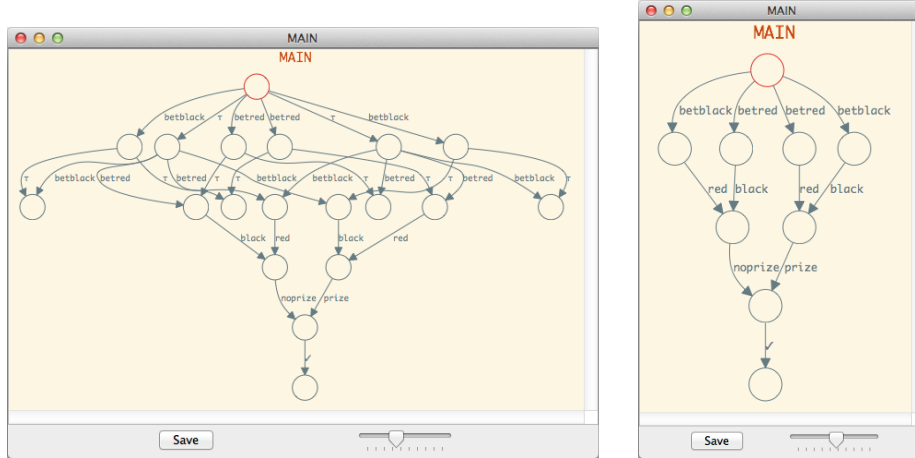 MAIN
MAIN
betblack τ betred betred τ betblack
τ betblack betred τ betred τ betblack betblack τ betred τ τ betred betblack τ
black red black red
noprize prize
✓
Save
MAIN
MAIN
betblack betred betred betblack
red black red black
noprize prize
✓
Save